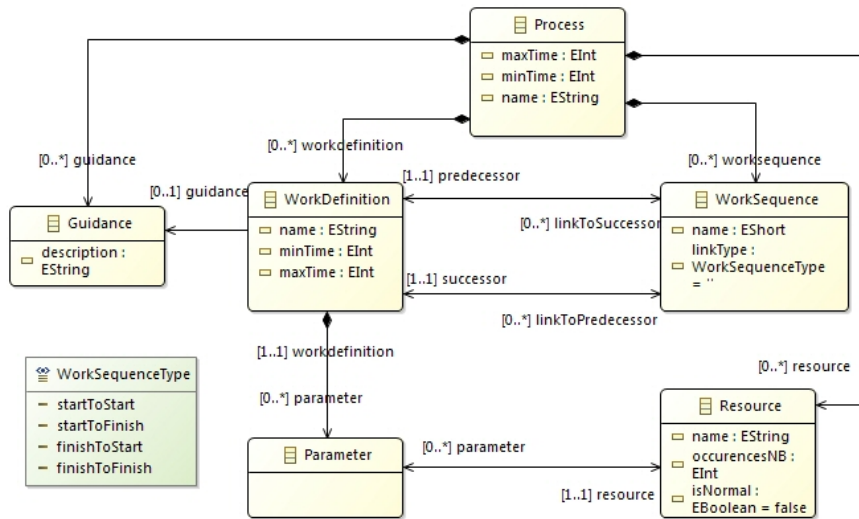 Process
maxTime : EInt
minTime : EInt
name : EString
[0..*] guidance
[0..*] workdefinition
[0..*] worksequence
[0..1] guidance
[1..1] predecessor
[0..*] linkToSuccessor
[1..1] successor
[0..*] linkToPredecessor
Guidance
description :
EString
WorkDefinition
name : EString
minTime : EInt
maxTime : EInt
WorkSequence
name : EShort
linkType :
WorkSequenceType
= ''
[1..1] workdefinition
[0..*] parameter
WorkSequenceType
startToStart
startToFinish
finishToStart
finishToFinish
Parameter
[0..*] parameter
[1..1] resource
[0..*] resource
Resource
name : EString
occurencesNB :
EInt
isNormal :
EBoolean = false